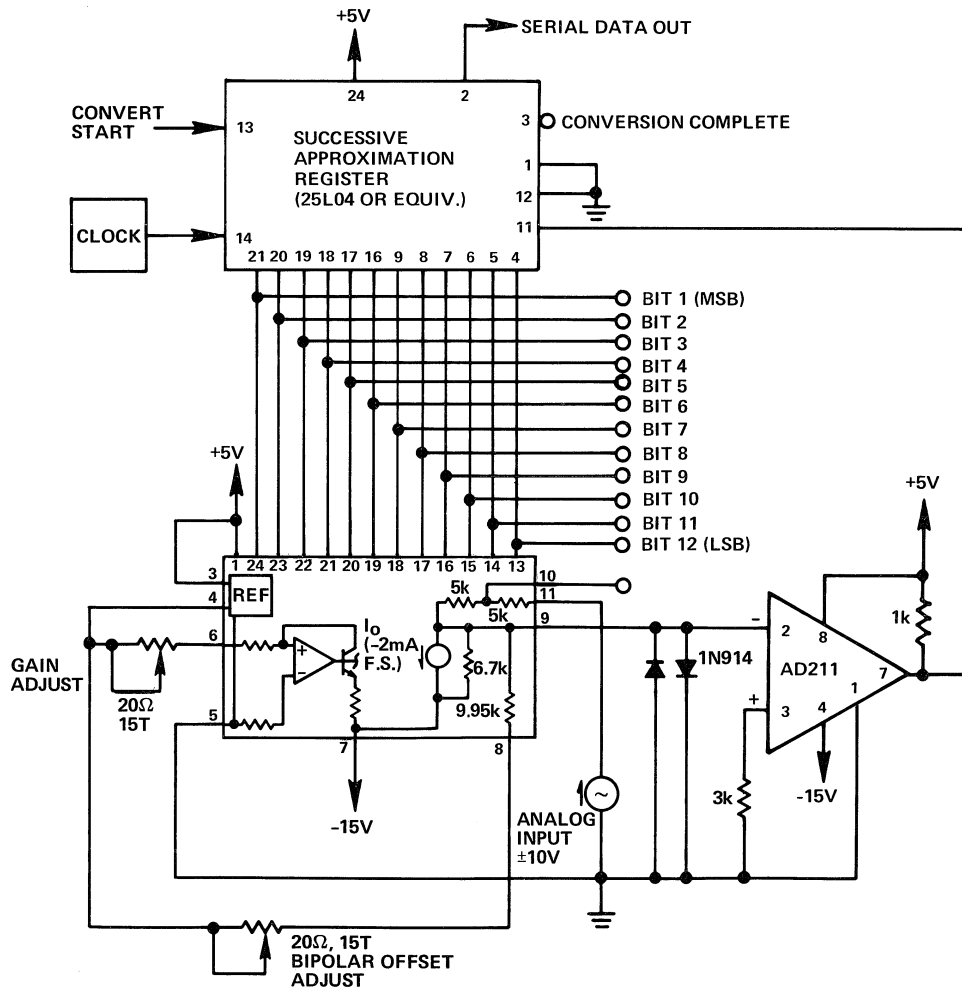 +5V
SERIAL DATA OUT
24
2
CONVERT
START
13
3
CONVERSION COMPLETE
SUCCESSIVE
APPROXIMATION
REGISTER
(25L04 OR EQUIV.)
1
12
CLOCK
14
11
21 20 19 18 17 16 9 8 7 6 5 4
BIT 1 (MSB)
BIT 2
BIT 3
BIT 4
BIT 5
BIT 6
BIT 7
BIT 8
BIT 9
BIT 10
BIT 11
BIT 12 (LSB)
+5V
+5V
1 24 23 22 21 20 19 18 17 16 15 14 13
3
REF
4
10
5k
5k
11
9
IO
(–2mA
F.S.)
6
+
–
6.7k
9.95k
GAIN
ADJUST
20Ω
15T
5
7
8
–15V
1N914
–
2
8
1k
AD211
7
1
+
3
4
-15V
3k
ANALOG
INPUT
±10V
20Ω, 15T
BIPOLAR OFFSET
ADJUST